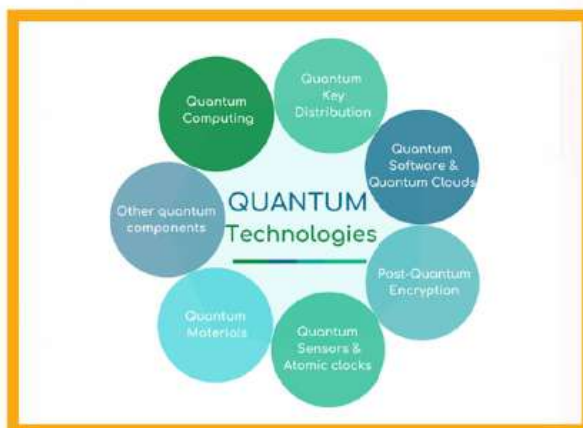 QUANTUM
Technologies
Quantum
Computing
Quantum
Key
Distribution
Quantum
Software &
Quantum Clouds
Post-Quantum
Encryption
Quantum
Sensors &
Atomic clocks
Quantum
Materials
Other quantum
components